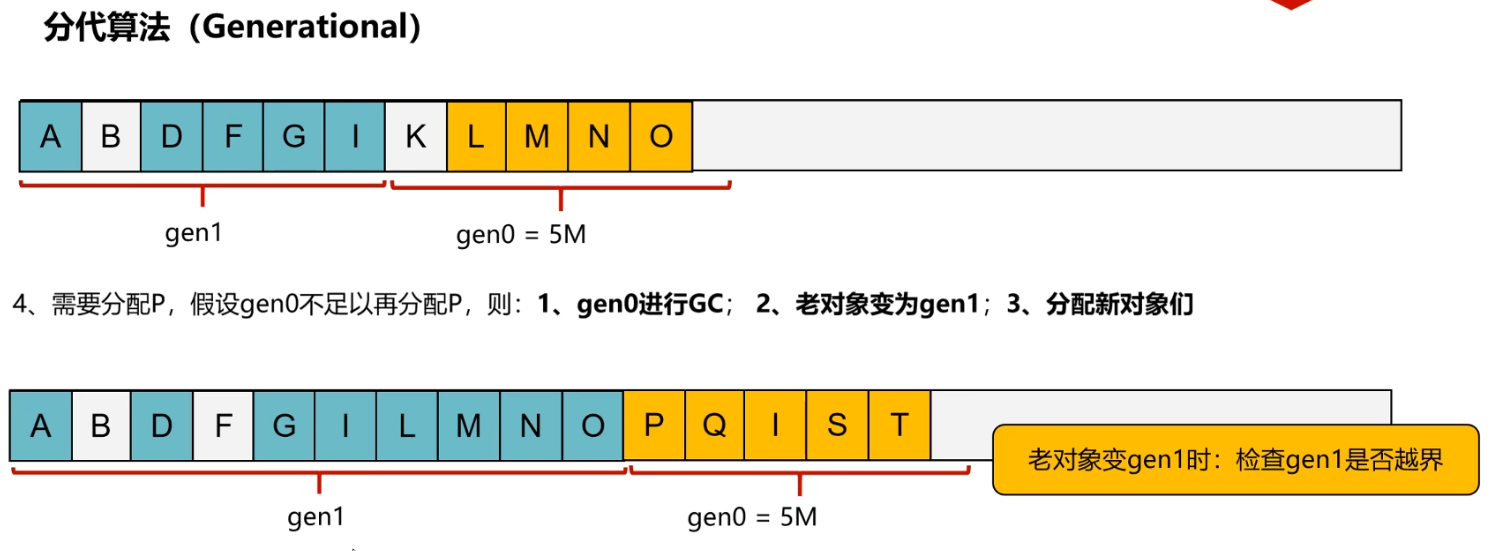 分代算法（Generational）
A B D F G I K L M N O
gen1
gen0 = 5M
4、需要分配P，假设gen0不足以再分配P，则：1、gen0进行GC； 2、老对象变为gen1；3、分配新对象们
A B D F G I L M N O P Q I S T
老对象变gen1时：检查gen1是否越界
gen1
gen0 = 5M